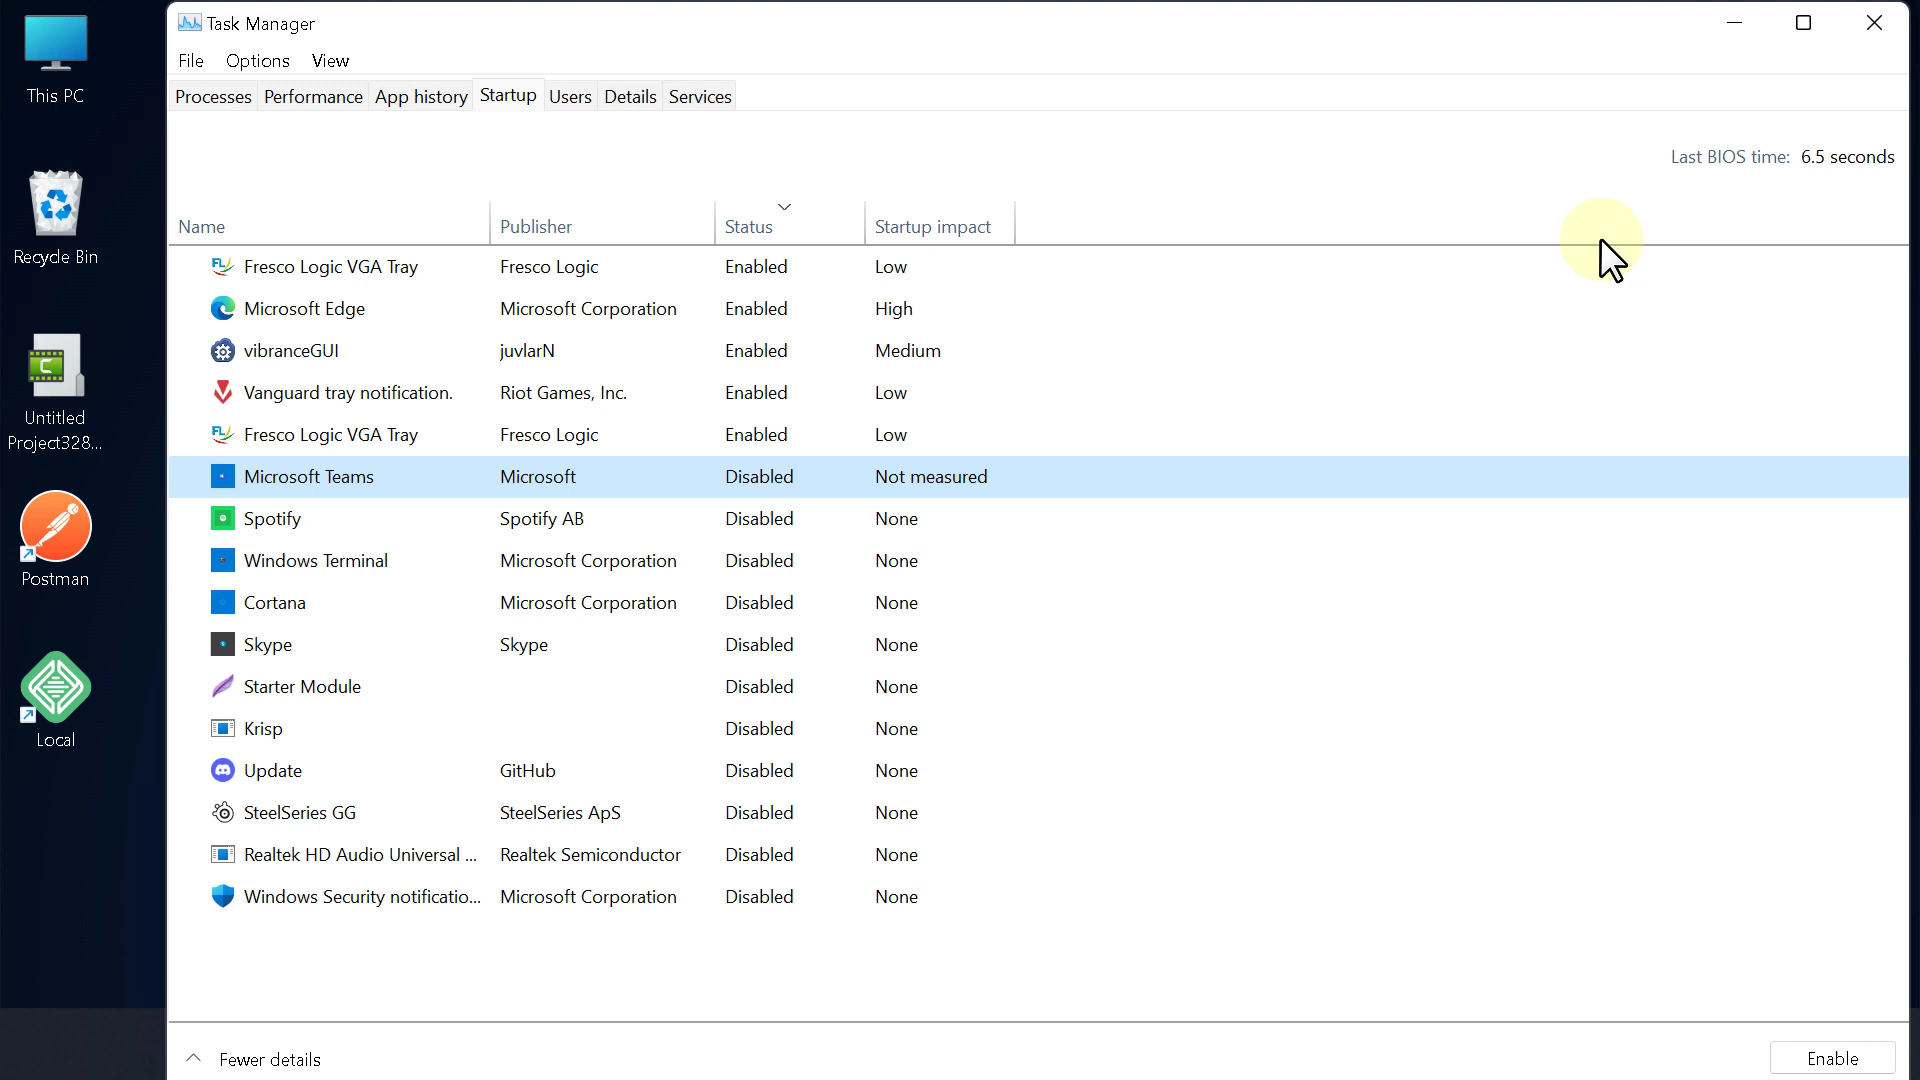 This PC
Recycle Bin
Untitled
Project328...
Postman
Local
Task Manager
File Options View
Processes Performance App history Startup Users Details Services
Last BIOS time: 6.5 seconds
Name Publisher Status Startup impact
Fresco Logic VGA Tray Fresco Logic Enabled Low
Microsoft Edge Microsoft Corporation Enabled High
vibranceGUI juvlarN Enabled Medium
Vanguard tray notification. Riot Games, Inc. Enabled Low
Fresco Logic VGA Tray Fresco Logic Enabled Low
Microsoft Teams Microsoft Disabled Not measured
Spotify Spotify AB Disabled None
Windows Terminal Microsoft Corporation Disabled None
Cortana Microsoft Corporation Disabled None
Skype Skype Disabled None
Starter Module Disabled None
Krisp Disabled None
Update GitHub Disabled None
SteelSeries GG SteelSeries ApS Disabled None
Realtek HD Audio Universal ... Realtek Semiconductor Disabled None
Windows Security notificatio... Microsoft Corporation Disabled None
Fewer details Enable